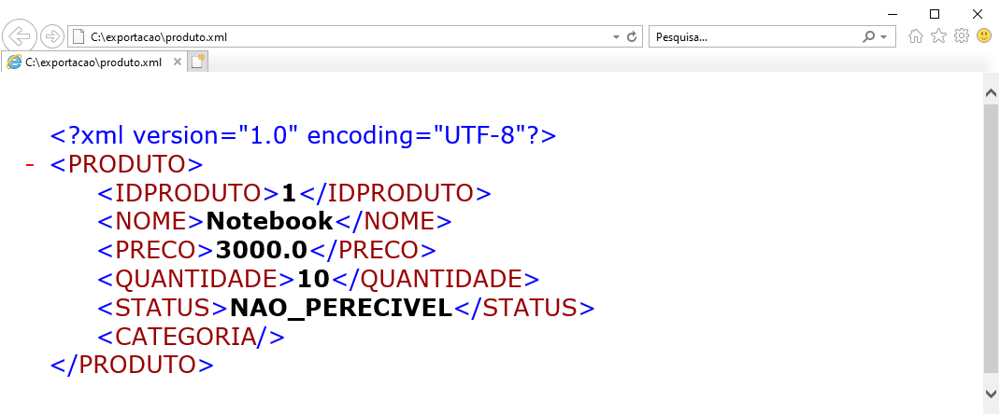 C:\exportacao\produto.xml
Pesquisa...
C:\exportacao\produto.xml
<?xml version="1.0" encoding="UTF-8"?>
- <PRODUTO>
<IDPRODUTO>1</IDPRODUTO>
<NOME>Notebook</NOME>
<PRECO>3000.0</PRECO>
<QUANTIDADE>10</QUANTIDADE>
<STATUS>NAO_PERECIVEL</STATUS>
<CATEGORIA/>
</PRODUTO>